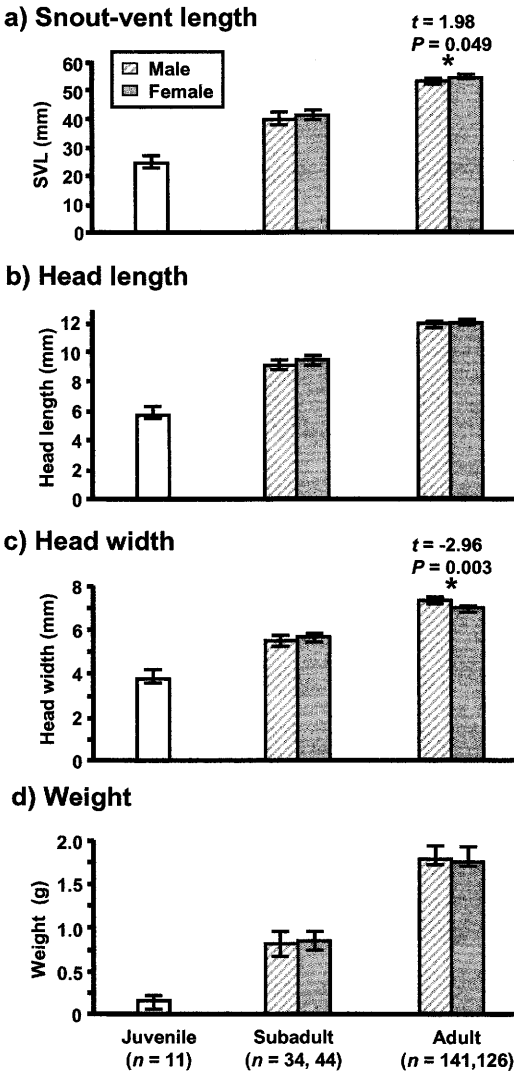 a) Snout-vent length
t = 1.98
P = 0.049
*
Male
Female
SVL (mm)
60
50
40
30
20
10
0
b) Head length
Head length (mm)
12
10
8
6
4
2
0
c) Head width
t = -2.96
P = 0.003
*
Head width (mm)
8
6
4
2
0
d) Weight
Weight (g)
2.0
1.5
1.0
0.5
0
Juvenile Subadult Adult
(n = 11) (n = 34, 44) (n = 141,126)